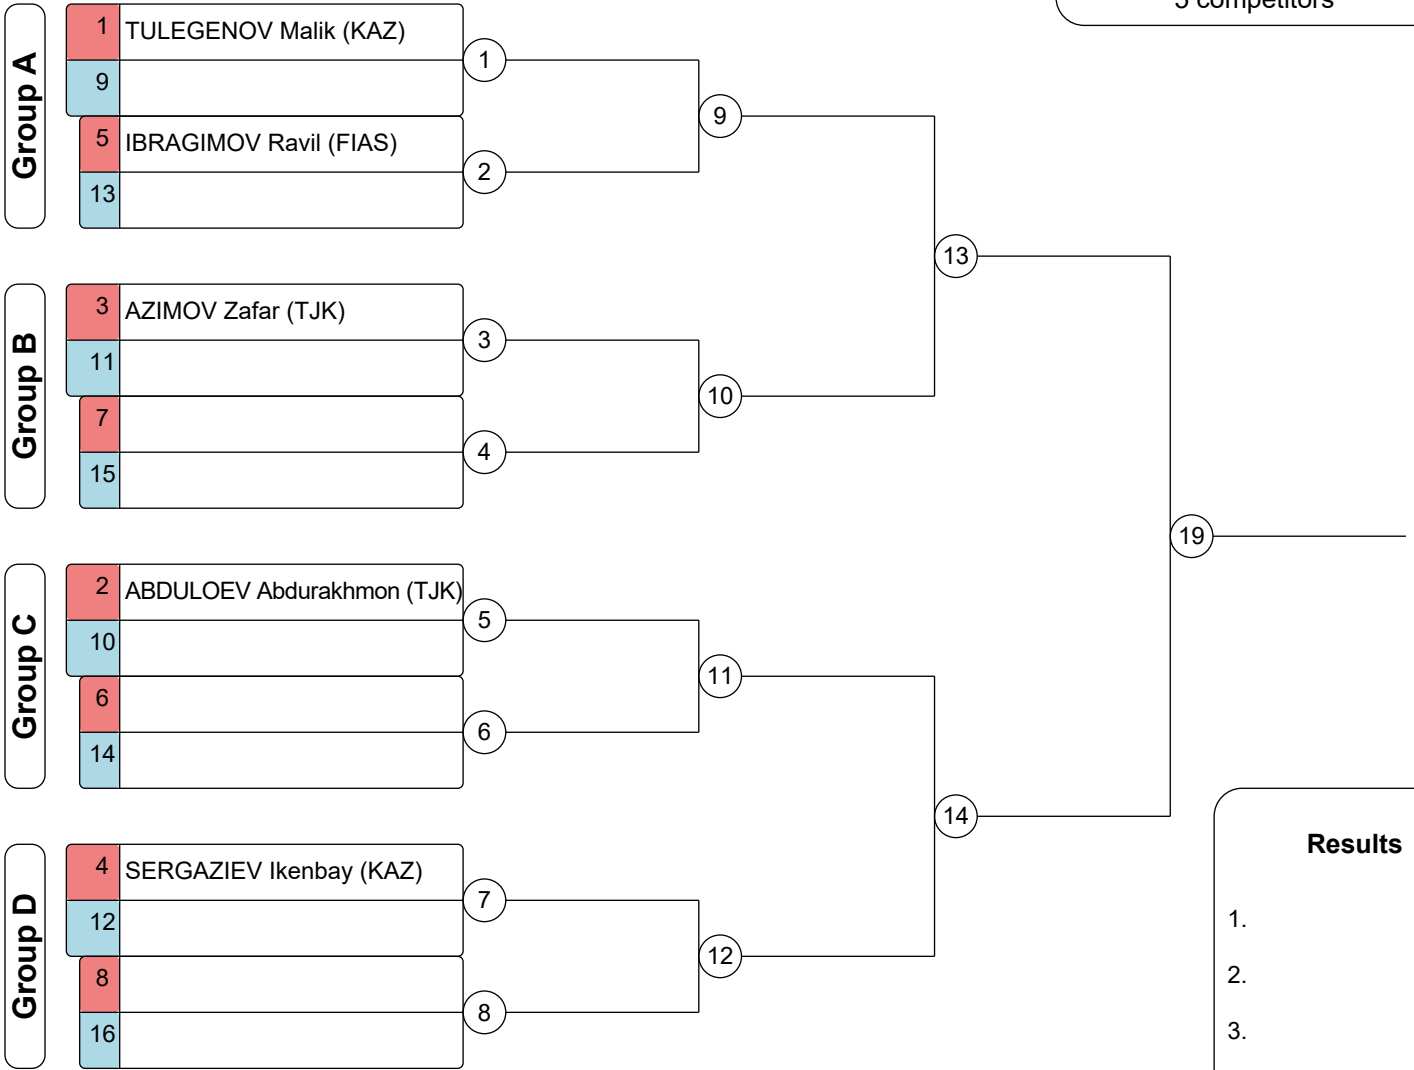 5 competitors
Group A
1 TULEGENOV Malik (KAZ)
9
5 IBRAGIMOV Ravil (FIAS)
13
1
2
9
Group B
3 AZIMOV Zafar (TJK)
11
7
15
3
4
10
13
Group C
2 ABDULOEV Abdurakhmon (TJK)
10
6
14
5
6
11
Group D
4 SERGAZIEV Ikenbay (KAZ)
12
8
16
7
8
12
14
19
Results
1.
2.
3.